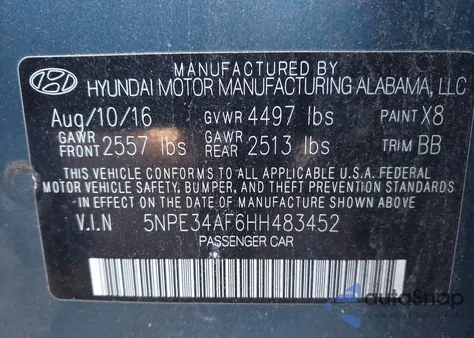 MANUFACTURED BY
HYUNDAI MOTOR MANUFACTURING ALABAMA, LLC
Aug/10/16 GVWR 4497 lbs PAINT X8
GAWR FRONT 2557 lbs GAWR REAR 2513 lbs TRIM BB
THIS VEHICLE CONFORMS TO ALL APPLICABLE U.S.A. FEDERAL
MOTOR VEHICLE SAFETY, BUMPER, AND THEFT PREVENTION STANDARDS
IN EFFECT ON THE DATE OF MANUFACTURE SHOWN ABOVE
V.I.N 5NPE34AF6HH483452
PASSENGER CAR
autoSnap